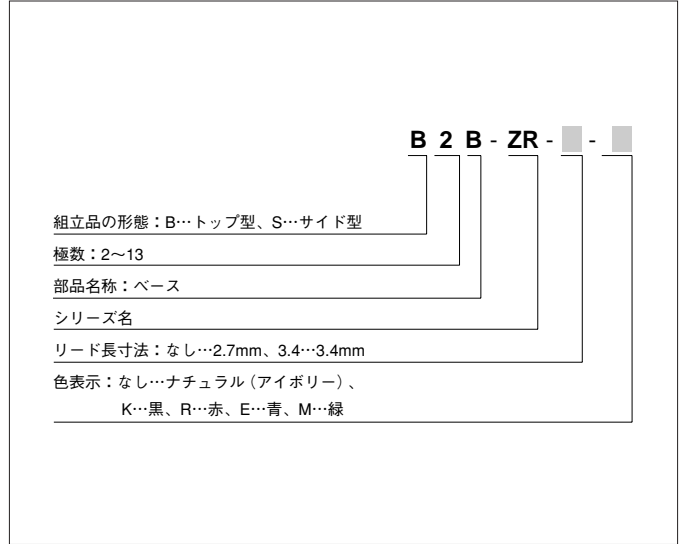 B 2 B - ZR - -
組立品の形態：B…トップ型、S…サイド型
極数：2～13
部品名称：ベース
シリーズ名
リード長寸法：なし…2.7mm、3.4…3.4mm
色表示：なし…ナチュラル（アイボリー）、
K…黒、R…赤、E…青、M…緑